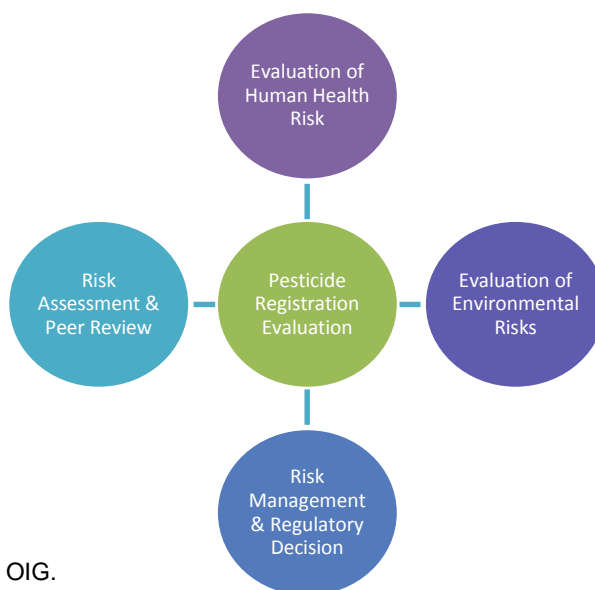 Evaluation of
Human Health
Risk
Risk
Assessment &
Peer Review
Pesticide
Registration
Evaluation
Evaluation of
Environmental
Risks
Risk
Management
& Regulatory
Decision
OIG.